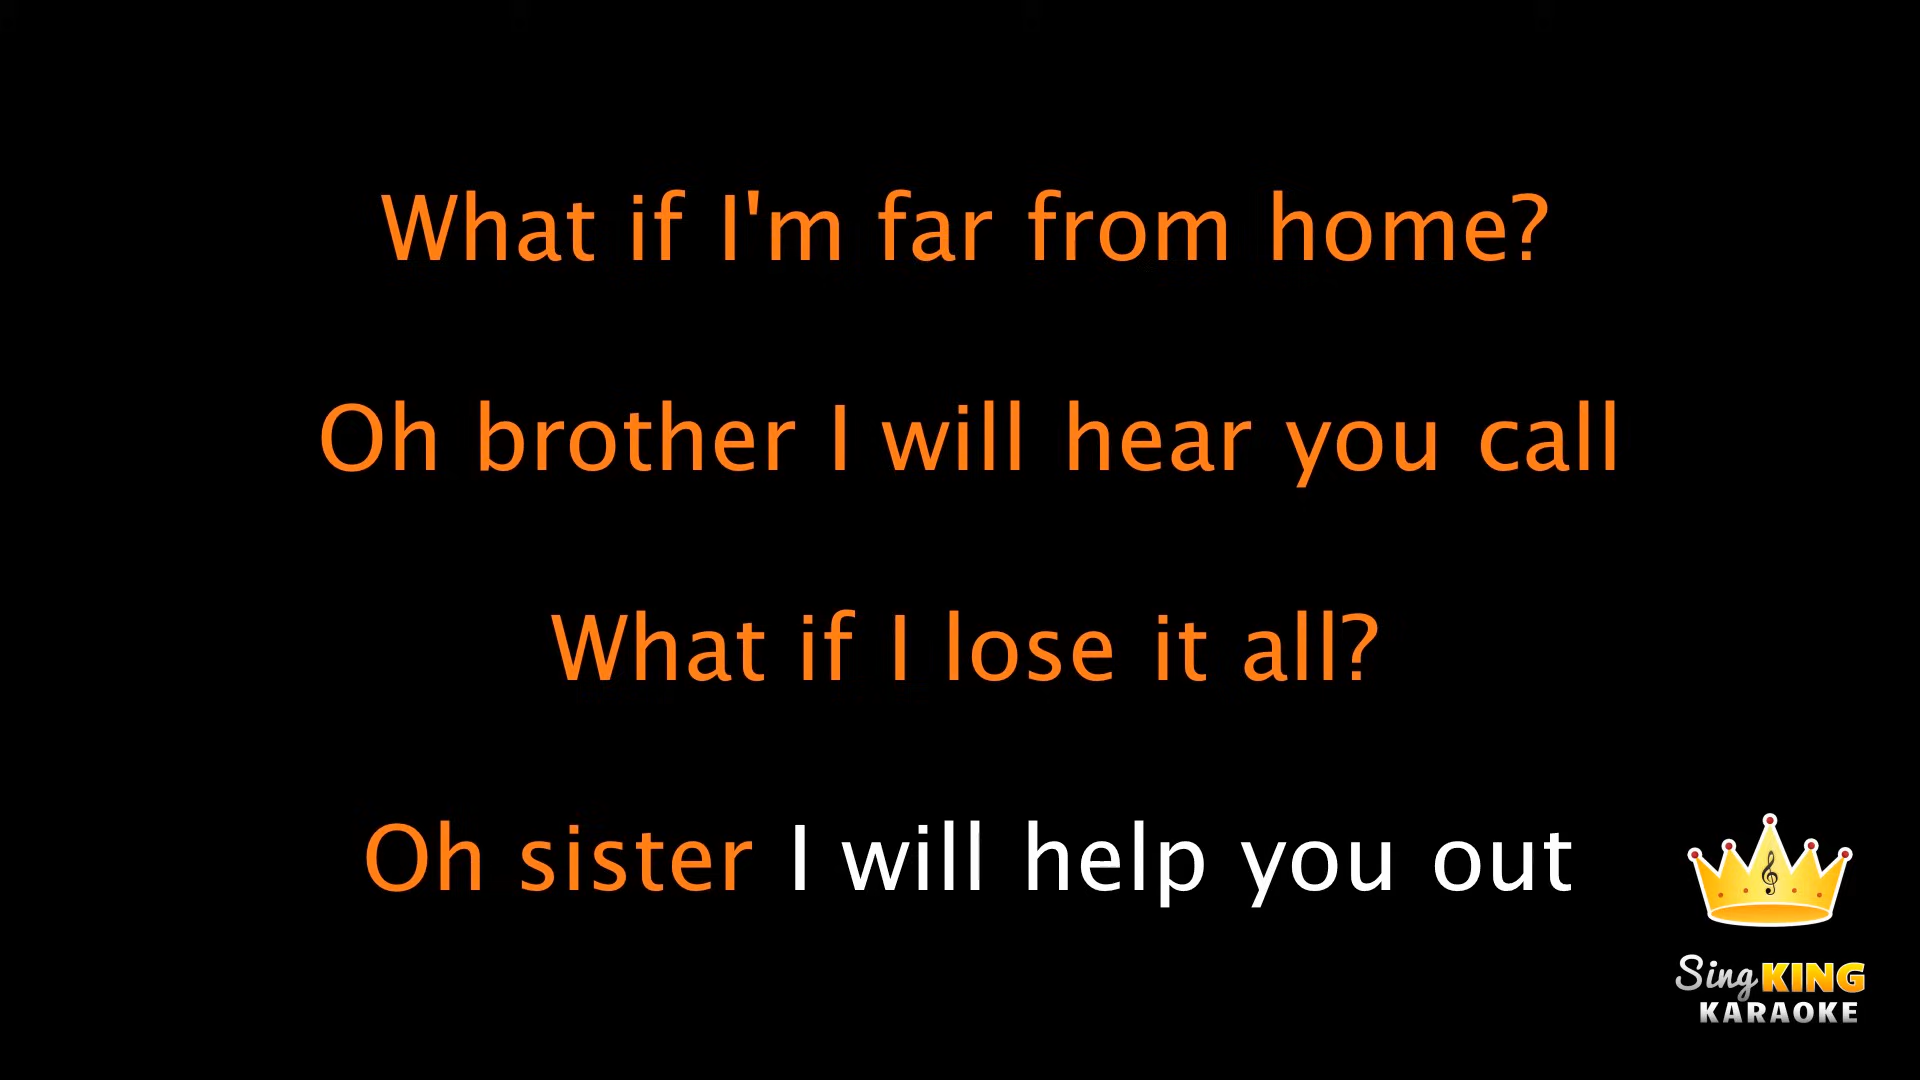 What if I'm far from home?
Oh brother I will hear you call
What if I lose it all?
Oh sister I will help you out
Sing KING
KARAOKE